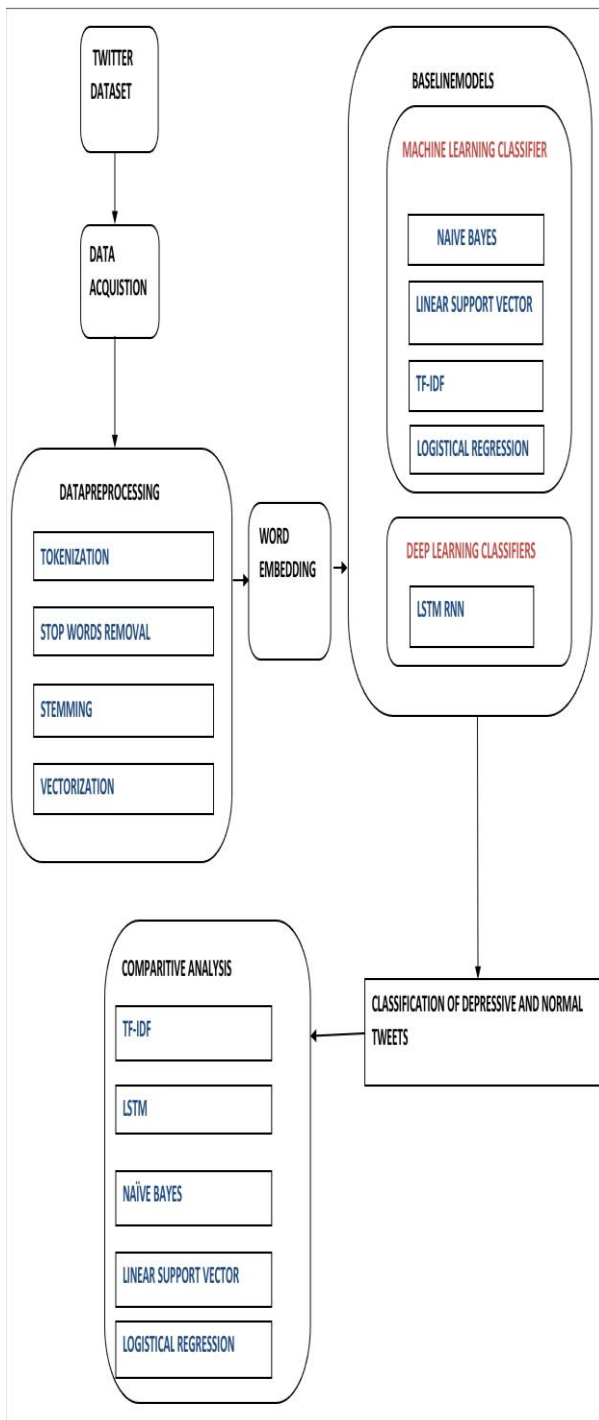 TWITTER
DATASET
DATA
ACQUISTION
DATAPREPROCESSING
TOKENIZATION
STOP WORDS REMOVAL
STEMMING
VECTORIZATION
WORD
EMBEDDING
BASELINEMODELS
MACHINE LEARNING CLASSIFIER
NAIVE BAYES
LINEAR SUPPORT VECTOR
TF-IDF
LOGISTICAL REGRESSION
DEEP LEARNING CLASSIFIERS
LSTM RNN
CLASSIFICATION OF DEPRESSIVE AND NORMAL
TWEETS
COMPARITIVE ANALYSIS
TF-IDF
LSTM
NAÏVE BAYES
LINEAR SUPPORT VECTOR
LOGISTICAL REGRESSION